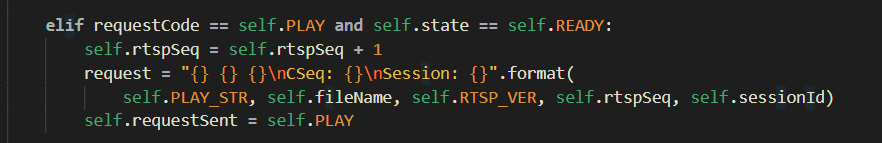 elif requestCode == self.PLAY and self.state == self.READY:
self.rtspSeq = self.rtspSeq + 1
request = "{} {} {}\nCSeq: {}\nSession: {}".format(
self.PLAY_STR, self.fileName, self.RTSP_VER, self.rtspSeq, self.sessionId)
self.requestSent = self.PLAY